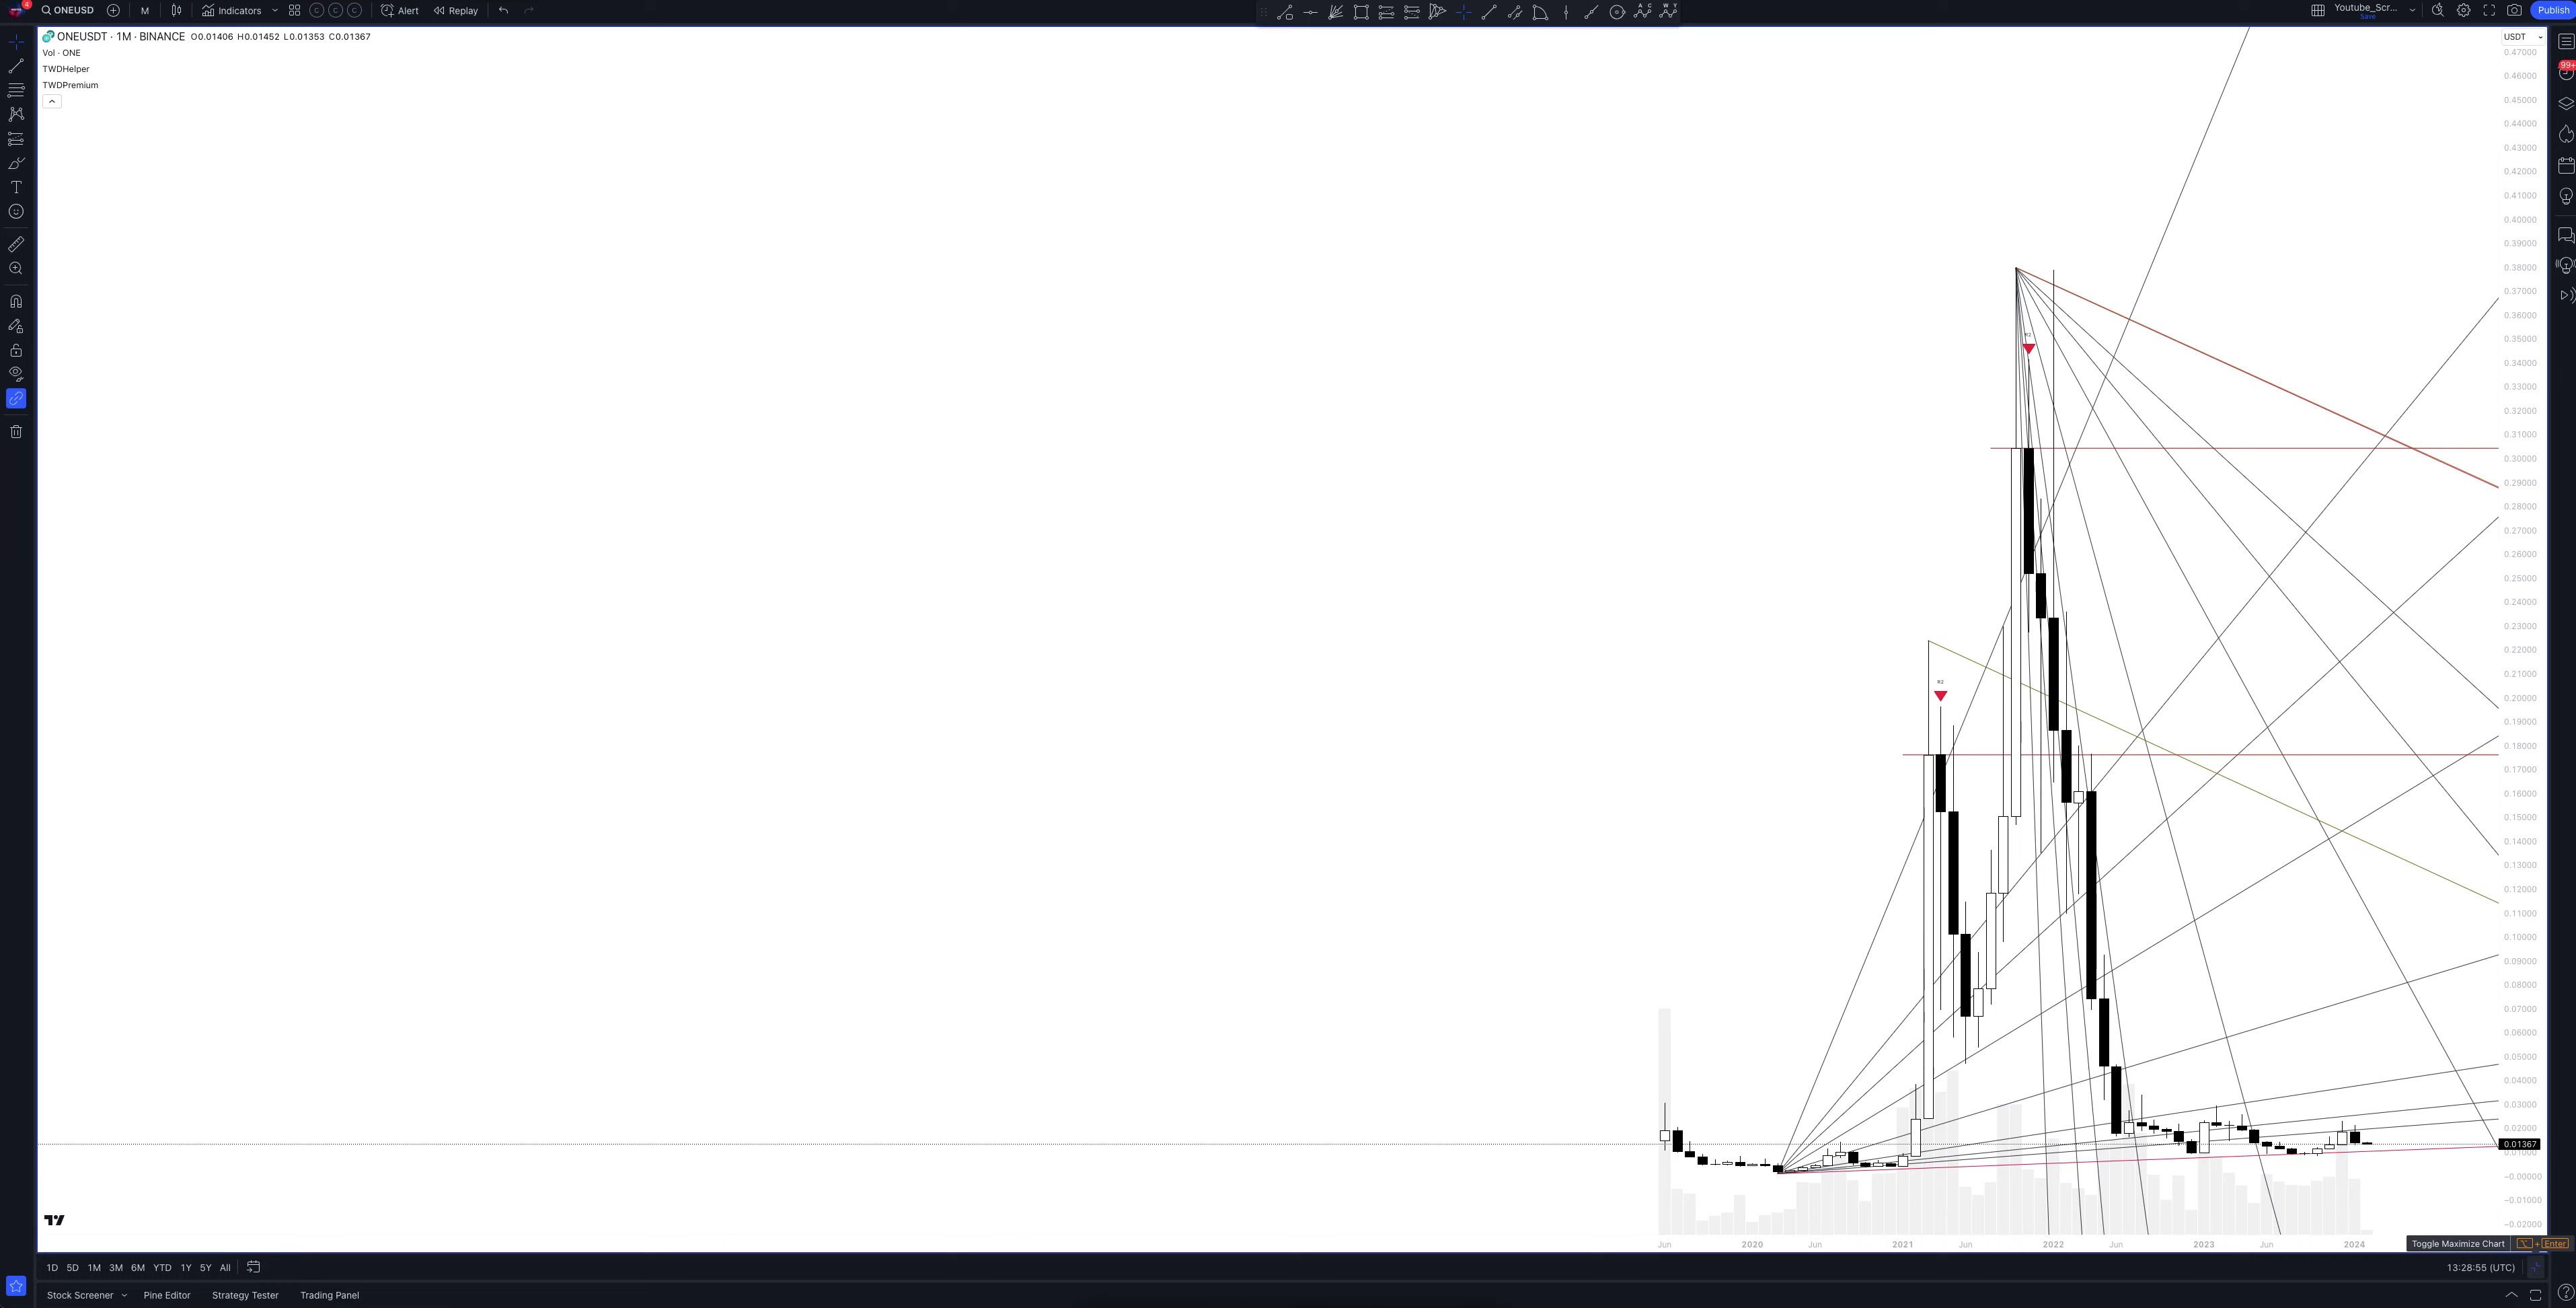 4
ONEUSD
M
Indicators
C C C
Alert
Replay
A C
W Y
Youtube_Scr...
Save
Publish
ONEUSDT · 1M · BINANCE O0.01406 H0.01452 L0.01353 C0.01367
USDT
Vol · ONE
TWDHelper
TWDPremium
99+
0.47000
0.46000
0.45000
0.44000
0.43000
0.42000
0.41000
0.40000
0.39000
0.38000
0.37000
0.36000
0.35000
0.34000
0.33000
0.32000
0.31000
0.30000
0.29000
0.28000
0.27000
0.26000
0.25000
0.24000
0.23000
0.22000
0.21000
0.20000
0.19000
0.18000
0.17000
0.16000
0.15000
0.14000
0.13000
0.12000
0.11000
0.10000
0.09000
0.08000
0.07000
0.06000
0.05000
0.04000
0.03000
0.02000
0.01367
0.01000
−0.00000
−0.01000
−0.02000
Jun 2020 Jun 2021 Jun 2022 Jun 2023 Jun 2024
Toggle Maximize Chart ⌥ + Enter
1D 5D 1M 3M 6M YTD 1Y 5Y All
13:28:55 (UTC)
Stock Screener
Pine Editor
Strategy Tester
Trading Panel